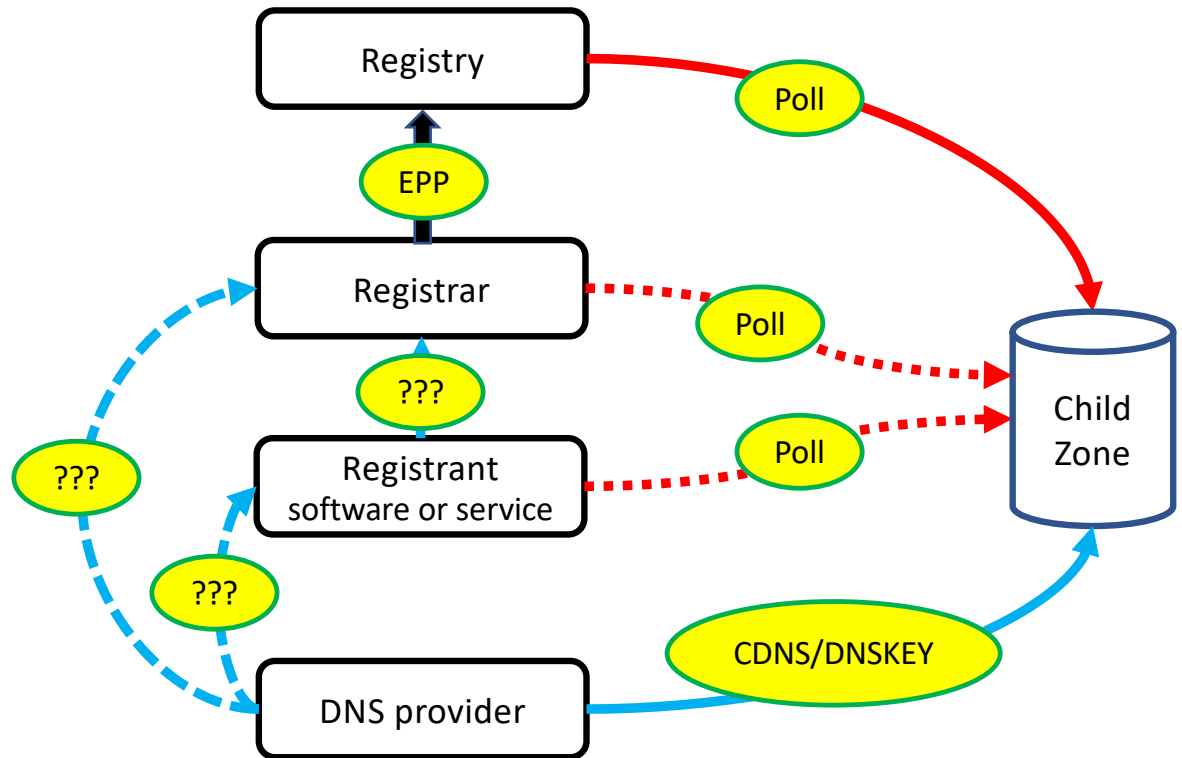 Registry
Poll
EPP
Registrar
Poll
???
Child
Zone
Poll
Registrant
software or service
???
???
CDNS/DNSKEY
DNS provider